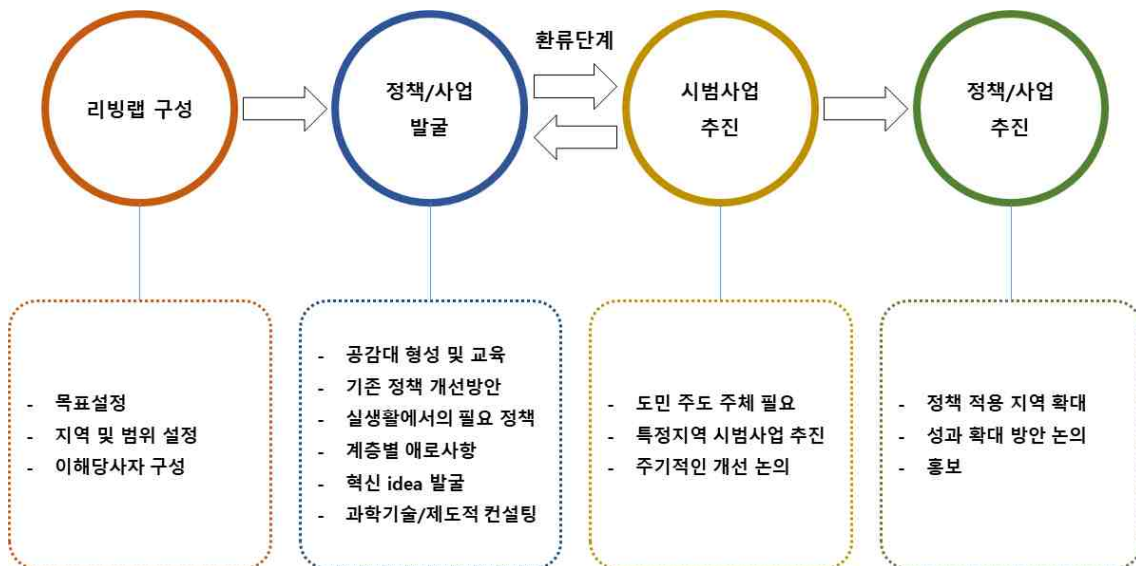 환류단계
리빙랩 구성
정책/사업
발굴
시범사업
추진
정책/사업
추진
- 목표설정
- 지역 및 범위 설정
- 이해당사자 구성
- 공감대 형성 및 교육
- 기존 정책 개선방안
- 실생활에서의 필요 정책
- 계층별 애로사항
- 혁신 idea 발굴
- 과학기술/제도적 컨설팅
- 도민 주도 주체 필요
- 특정지역 시범사업 추진
- 주기적인 개선 논의
- 정책 적용 지역 확대
- 성과 확대 방안 논의
- 홍보